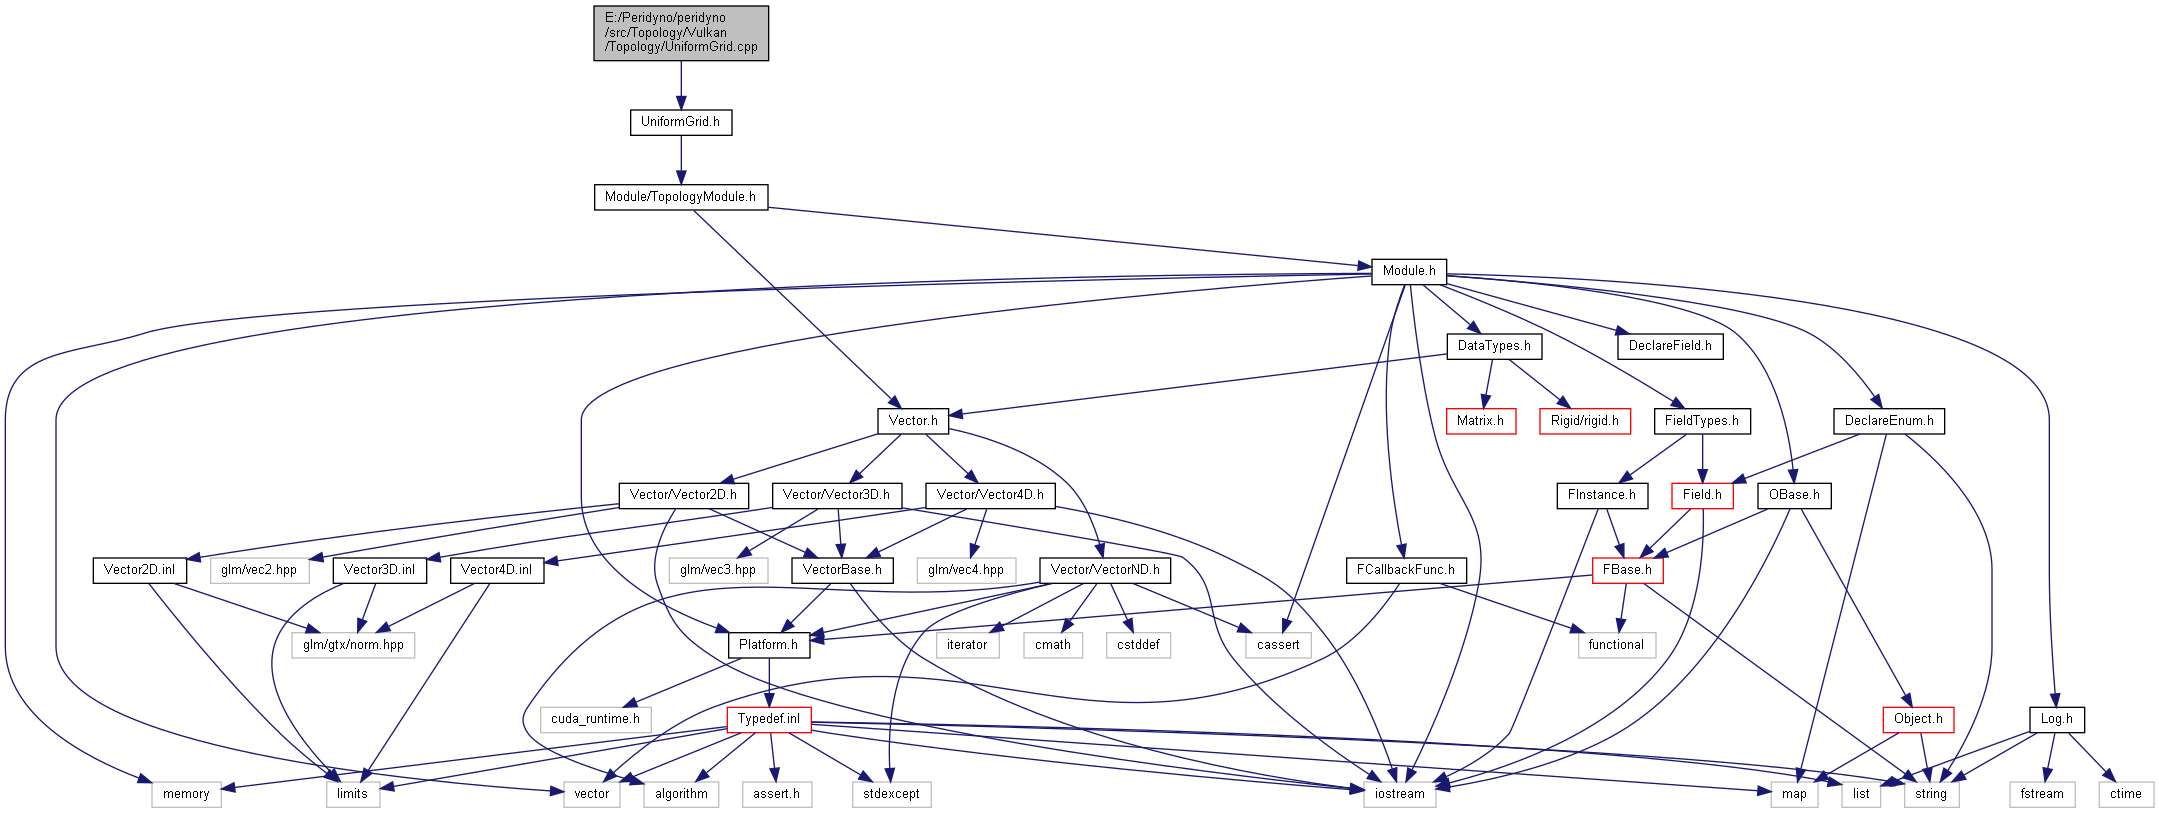 E:/Peridyno/peridyno
/src/Topology/Vulkan
/Topology/UniformGrid.cpp
UniformGrid.h
Module/TopologyModule.h
Module.h
DataTypes.h
DeclareField.h
Vector.h
Matrix.h
Rigid/rigid.h
FieldTypes.h
DeclareEnum.h
Vector/Vector2D.h
Vector/Vector3D.h
Vector/Vector4D.h
FInstance.h
Field.h
OBase.h
Vector2D.inl
glm/vec2.hpp
Vector3D.inl
Vector4D.inl
glm/vec3.hpp
VectorBase.h
glm/vec4.hpp
Vector/VectorND.h
FCallbackFunc.h
FBase.h
glm/gtx/norm.hpp
Platform.h
iterator
cmath
cstddef
cassert
functional
cuda_runtime.h
Typedef.inl
Object.h
Log.h
memory
limits
vector
algorithm
assert.h
stdexcept
iostream
map
list
string
fstream
ctime